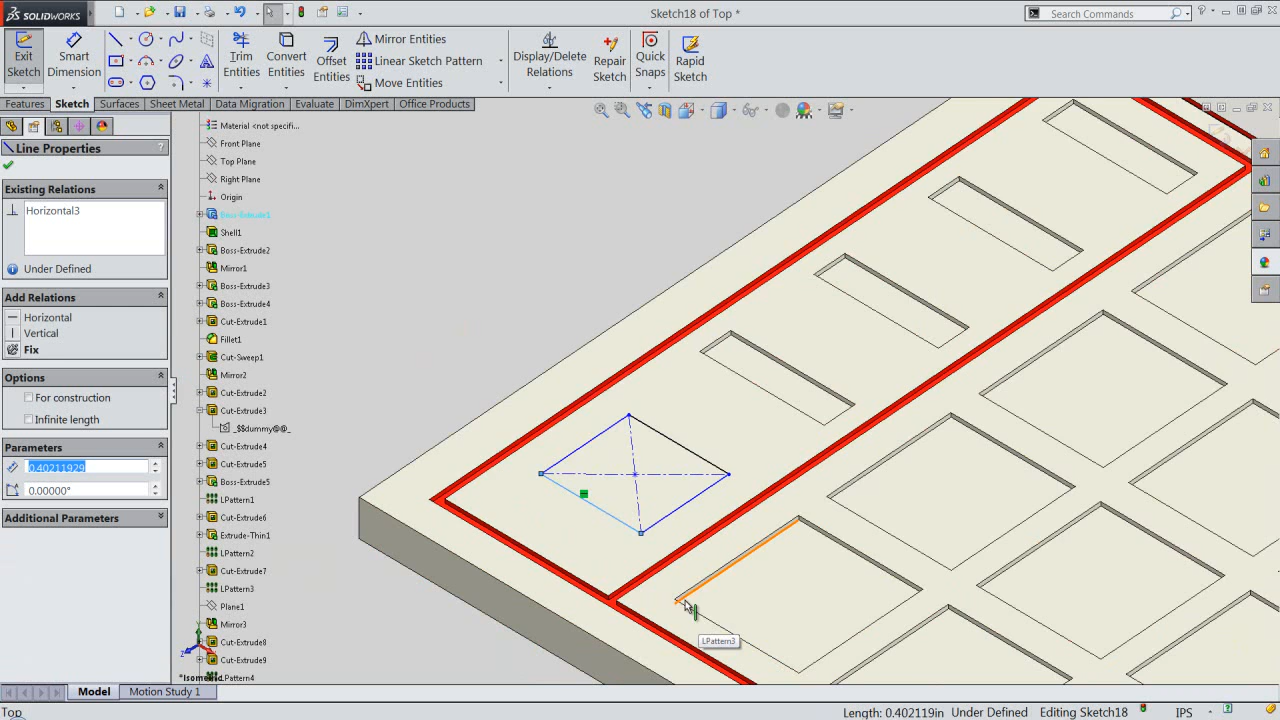 SOLIDWORKS
Sketch18 of Top *
Search Commands
Exit Sketch
Smart Dimension
Trim Entities
Convert Entities
Offset Entities
Mirror Entities
Linear Sketch Pattern
Move Entities
Display/Delete Relations
Repair Sketch
Quick Snaps
Rapid Sketch
Features
Sketch
Surfaces
Sheet Metal
Data Migration
Evaluate
DimXpert
Office Products
Line Properties
?
Existing Relations
Horizontal3
Under Defined
Add Relations
Horizontal
Vertical
Fix
Options
For construction
Infinite length
Parameters
0.40211929
0.00000°
Additional Parameters
Material <not specifi...
Front Plane
Top Plane
Right Plane
Origin
Boss-Extrude1
Shell1
Boss-Extrude2
Mirror1
Boss-Extrude3
Boss-Extrude4
Cut-Extrude1
Fillet1
Cut-Sweep1
Mirror2
Cut-Extrude2
Cut-Extrude3
_$$dummy@@_
Cut-Extrude4
Cut-Extrude5
Boss-Extrude5
LPattern1
Cut-Extrude6
Extrude-Thin1
LPattern2
Cut-Extrude7
LPattern3
Plane1
Mirror3
Cut-Extrude8
Cut-Extrude9
LPattern4
*Isometric
LPattern3
Model
Motion Study 1
Top
Length: 0.402119in
Under Defined
Editing Sketch18
IPS